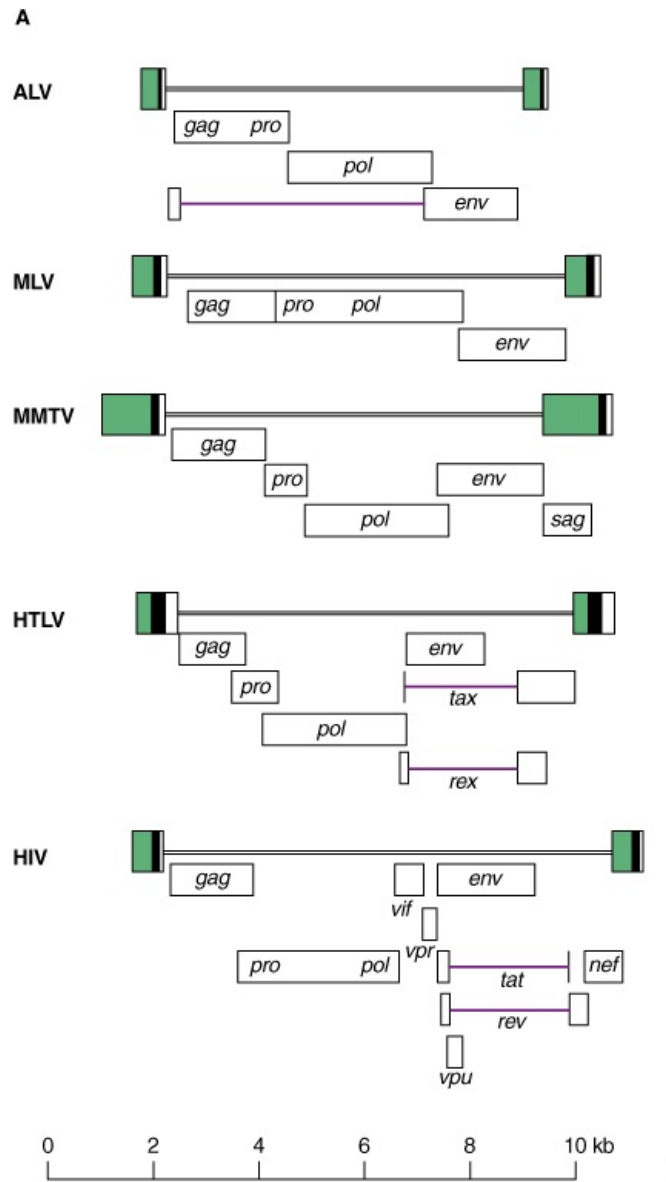 A
ALV
gag pro
pol
env
MLV
gag pro pol
env
MMTV
gag
pro env
pol sag
HTLV
gag env
pro tax
pol
rex
HIV
gag env
vif
vpr
pro pol nef
tat
rev
vpu
0 2 4 6 8 10 kb